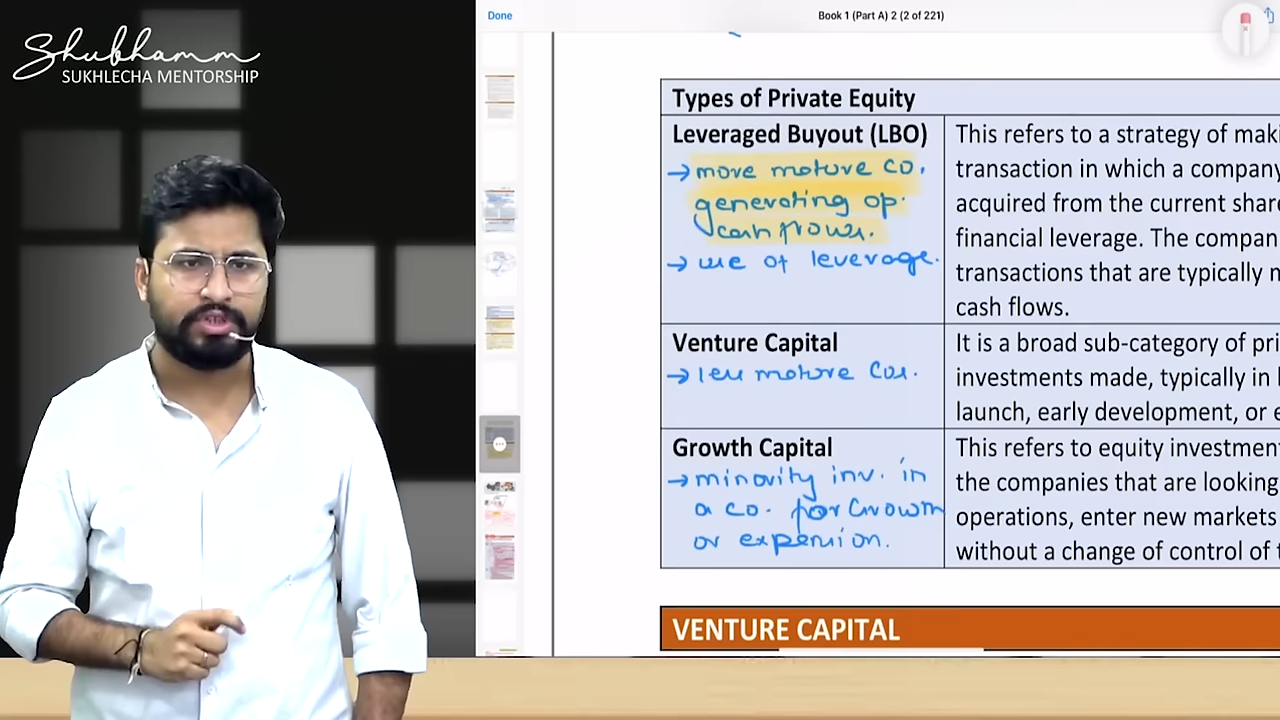 Shubhamm
SUKHLECHA MENTORSHIP
Done
Book 1 (Part A) 2 (2 of 221)
Types of Private Equity
Leveraged Buyout (LBO)
→ more mature co.
generating op.
cash flows.
→ use of leverage.
This refers to a strategy of maki
transaction in which a company
acquired from the current share
financial leverage. The compan
transactions that are typically
cash flows.
Venture Capital
→ less mature cos.
It is a broad sub-category of pri
investments made, typically in
launch, early development, or e
Growth Capital
→ minority inv. in
a co. for Growth
or expansion.
This refers to equity investment
the companies that are looking
operations, enter new markets
without a change of control of
VENTURE CAPITAL